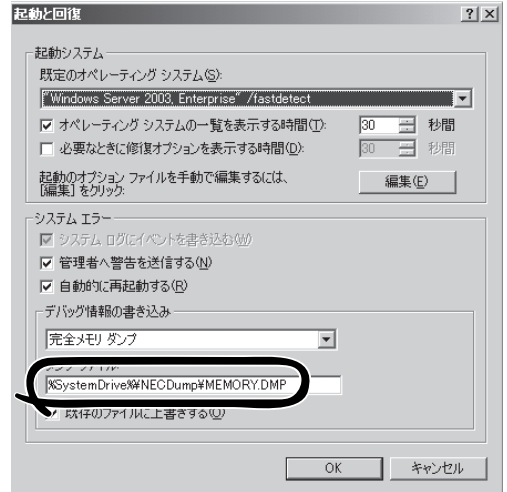 起動と回復
起動システム
既定のオペレーティング システム(S):
"Windows Server 2003, Enterprise" /fastdetect
オペレーティング システムの一覧を表示する時間(T): 30 秒間
必要なときに修復オプションを表示する時間(D): 30 秒間
起動のオプション ファイルを手動で編集するには、
[編集] をクリック:
編集(E)
システム エラー
システム ログにイベントを書き込む(W)
管理者へ警告を送信する(N)
自動的に再起動する(R)
デバッグ情報の書き込み
完全メモリ ダンプ
ダンプ ファイル:
%SystemDrive%¥NECDump¥MEMORY.DMP
既存のファイルに上書きする(O)
OK キャンセル